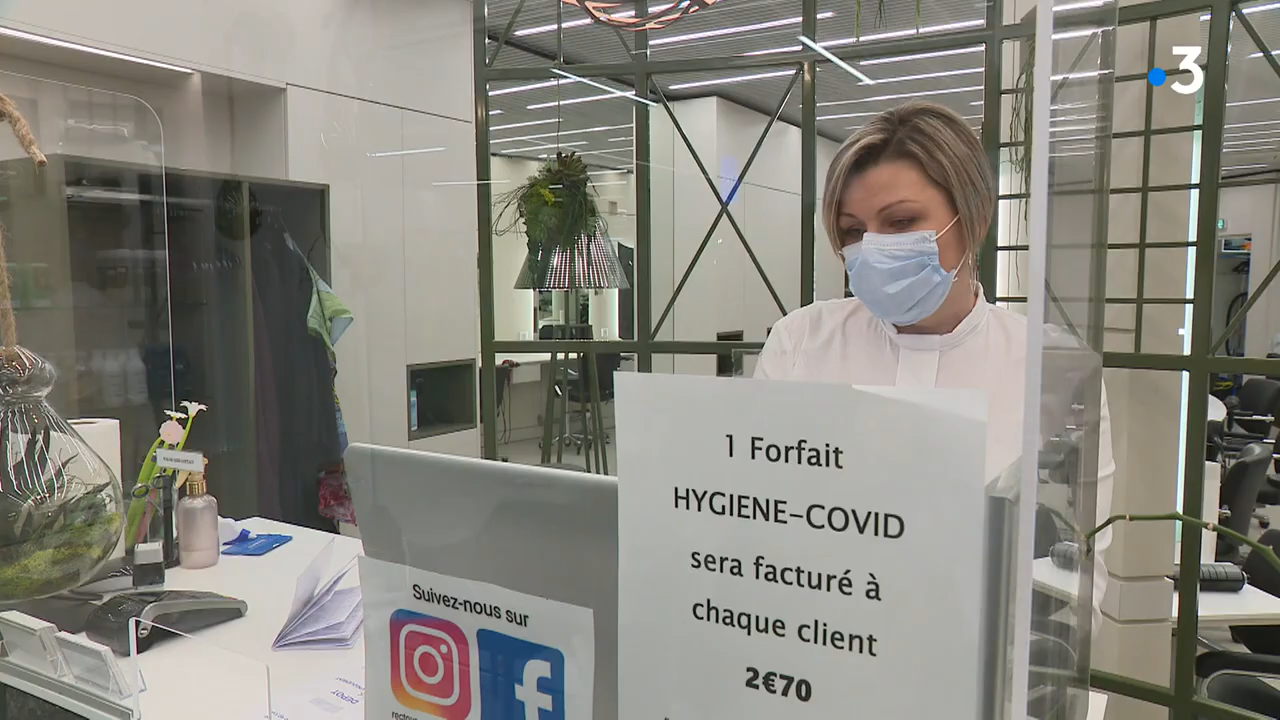 3
1 Forfait
HYGIENE-COVID
sera facturé à
chaque client
2€70
Suivez-nous sur